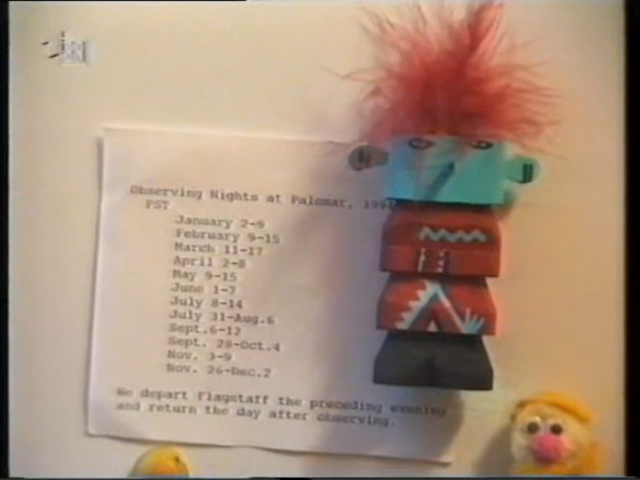 Observing Nights at Palomar, 199
PST
January 2-9
February 9-15
March 11-17
April 2-8
May 9-15
June 1-7
July 8-14
July 31-Aug.6
Sept.6-12
Sept. 28-Oct.4
Nov. 3-9
Nov. 26-Dec.2
We depart flagstaff the preceding evening
and return the day after observing.